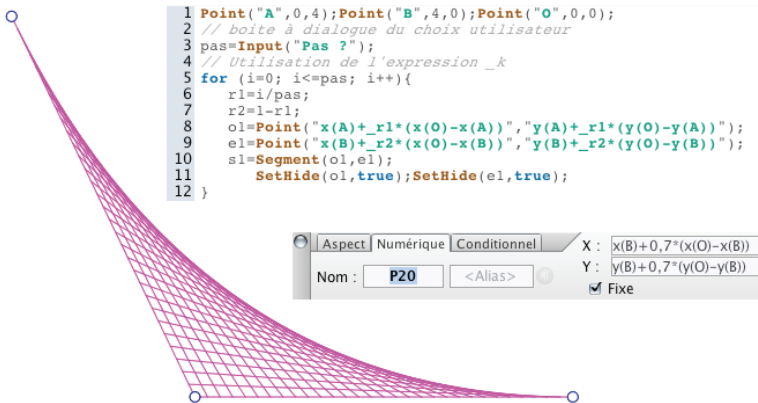 1 Point("A",0,4);Point("B",4,0);Point("O",0,0);
2 // boite à dialogue du choix utilisateur
3 pas=Input("Pas ?");
4 // Utilisation de l'expression _k
5 for (i=0; i<=pas; i++){
6 r1=i/pas;
7 r2=1-r1;
8 o1=Point("x(A)+_r1*(x(O)-x(A))","y(A)+_r1*(y(O)-y(A))");
9 e1=Point("x(B)+_r2*(x(O)-x(B))","y(B)+_r2*(y(O)-y(B))");
10 s1=Segment(o1,e1);
11 SetHide(o1,true);SetHide(e1,true);
12 }
Aspect Numérique Conditionnel X : x(B)+0,7*(x(O)-x(B))
Nom : P20 <Alias> Y : y(B)+0,7*(y(O)-y(B))
Fixe